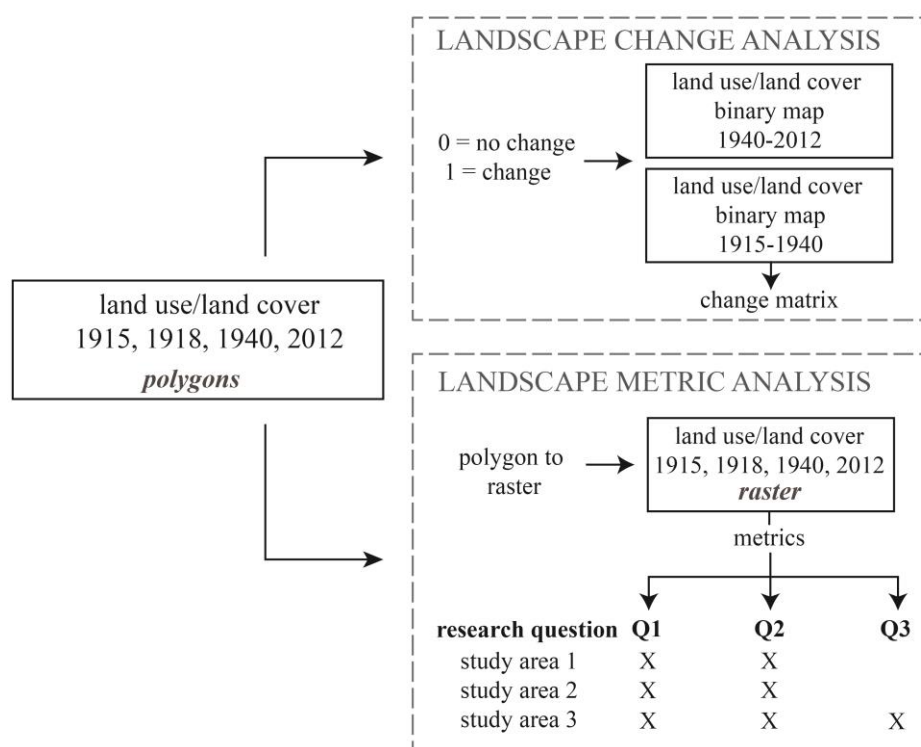 LANDSCAPE CHANGE ANALYSIS
land use/land cover
binary map
1940-2012
0 = no change
1 = change
land use/land cover
binary map
1915-1940
change matrix
land use/land cover
1915, 1918, 1940, 2012
polygons
LANDSCAPE METRIC ANALYSIS
polygon to
raster
land use/land cover
1915, 1918, 1940, 2012
raster
metrics
research question Q1 Q2 Q3
study area 1 X X
study area 2 X X
study area 3 X X X